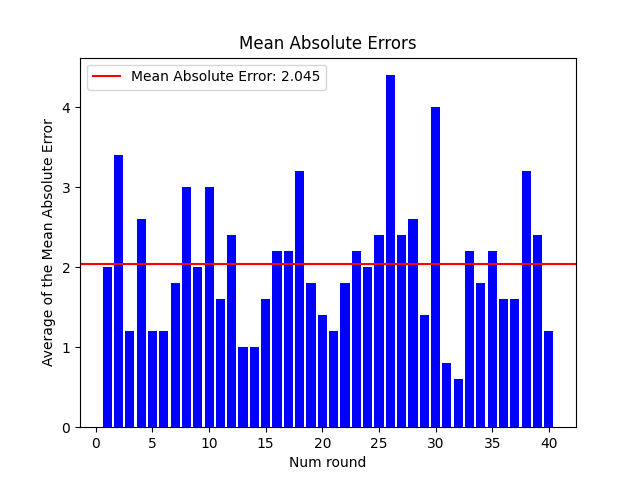 Mean Absolute Errors
Mean Absolute Error: 2.045
Average of the Mean Absolute Error
4
3
2
1
0
0 5 10 15 20 25 30 35 40
Num round